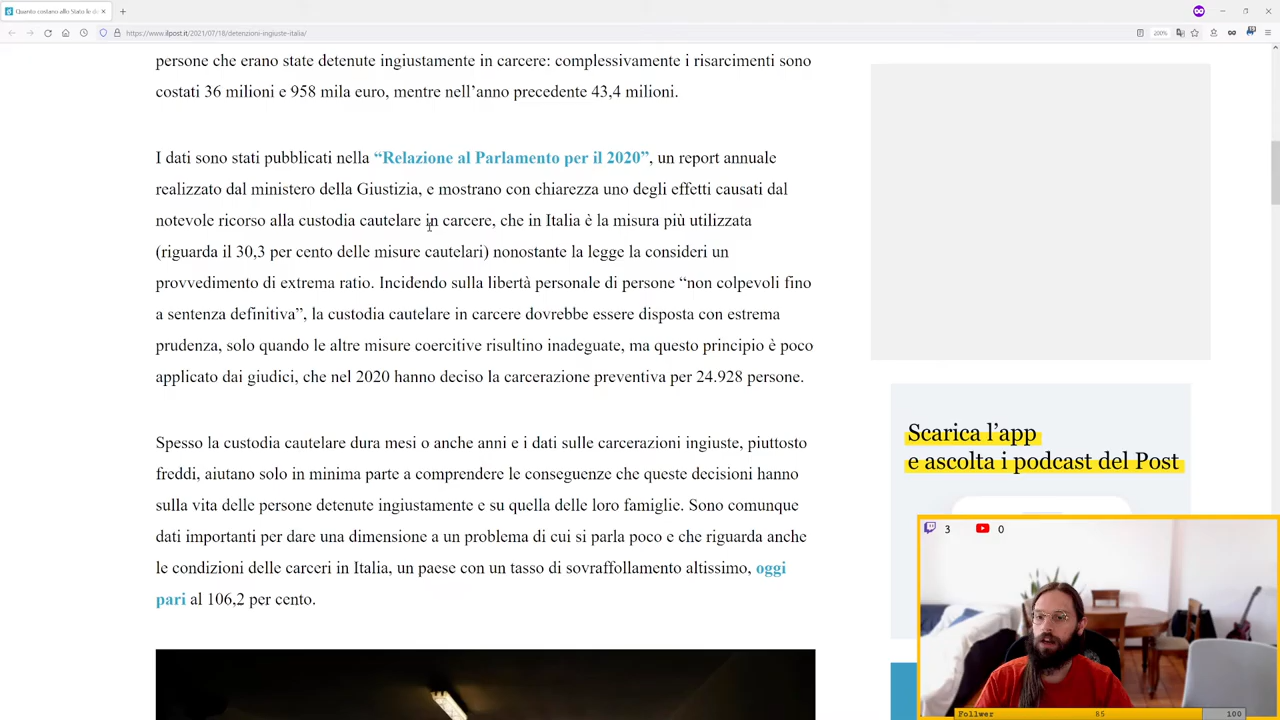 Quanto costano allo Stato le de
https://www.ilpost.it/2021/07/18/detenzioni-ingiuste-italia/
200%
persone che erano state detenute ingiustamente in carcere: complessivamente i risarcimenti sono
costati 36 milioni e 958 mila euro, mentre nell’anno precedente 43,4 milioni.
I dati sono stati pubblicati nella “Relazione al Parlamento per il 2020”, un report annuale
realizzato dal ministero della Giustizia, e mostrano con chiarezza uno degli effetti causati dal
notevole ricorso alla custodia cautelare in carcere, che in Italia è la misura più utilizzata
(riguarda il 30,3 per cento delle misure cautelari) nonostante la legge la consideri un
provvedimento di extrema ratio. Incidendo sulla libertà personale di persone “non colpevoli fino
a sentenza definitiva”, la custodia cautelare in carcere dovrebbe essere disposta con estrema
prudenza, solo quando le altre misure coercitive risultino inadeguate, ma questo principio è poco
applicato dai giudici, che nel 2020 hanno deciso la carcerazione preventiva per 24.928 persone.
Spesso la custodia cautelare dura mesi o anche anni e i dati sulle carcerazioni ingiuste, piuttosto
freddi, aiutano solo in minima parte a comprendere le conseguenze che queste decisioni hanno
sulla vita delle persone detenute ingiustamente e su quella delle loro famiglie. Sono comunque
dati importanti per dare una dimensione a un problema di cui si parla poco e che riguarda anche
le condizioni delle carceri in Italia, un paese con un tasso di sovraffollamento altissimo, oggi
pari al 106,2 per cento.
Scarica l’app
e ascolta i podcast del Post
3 0
Follwer 85 100